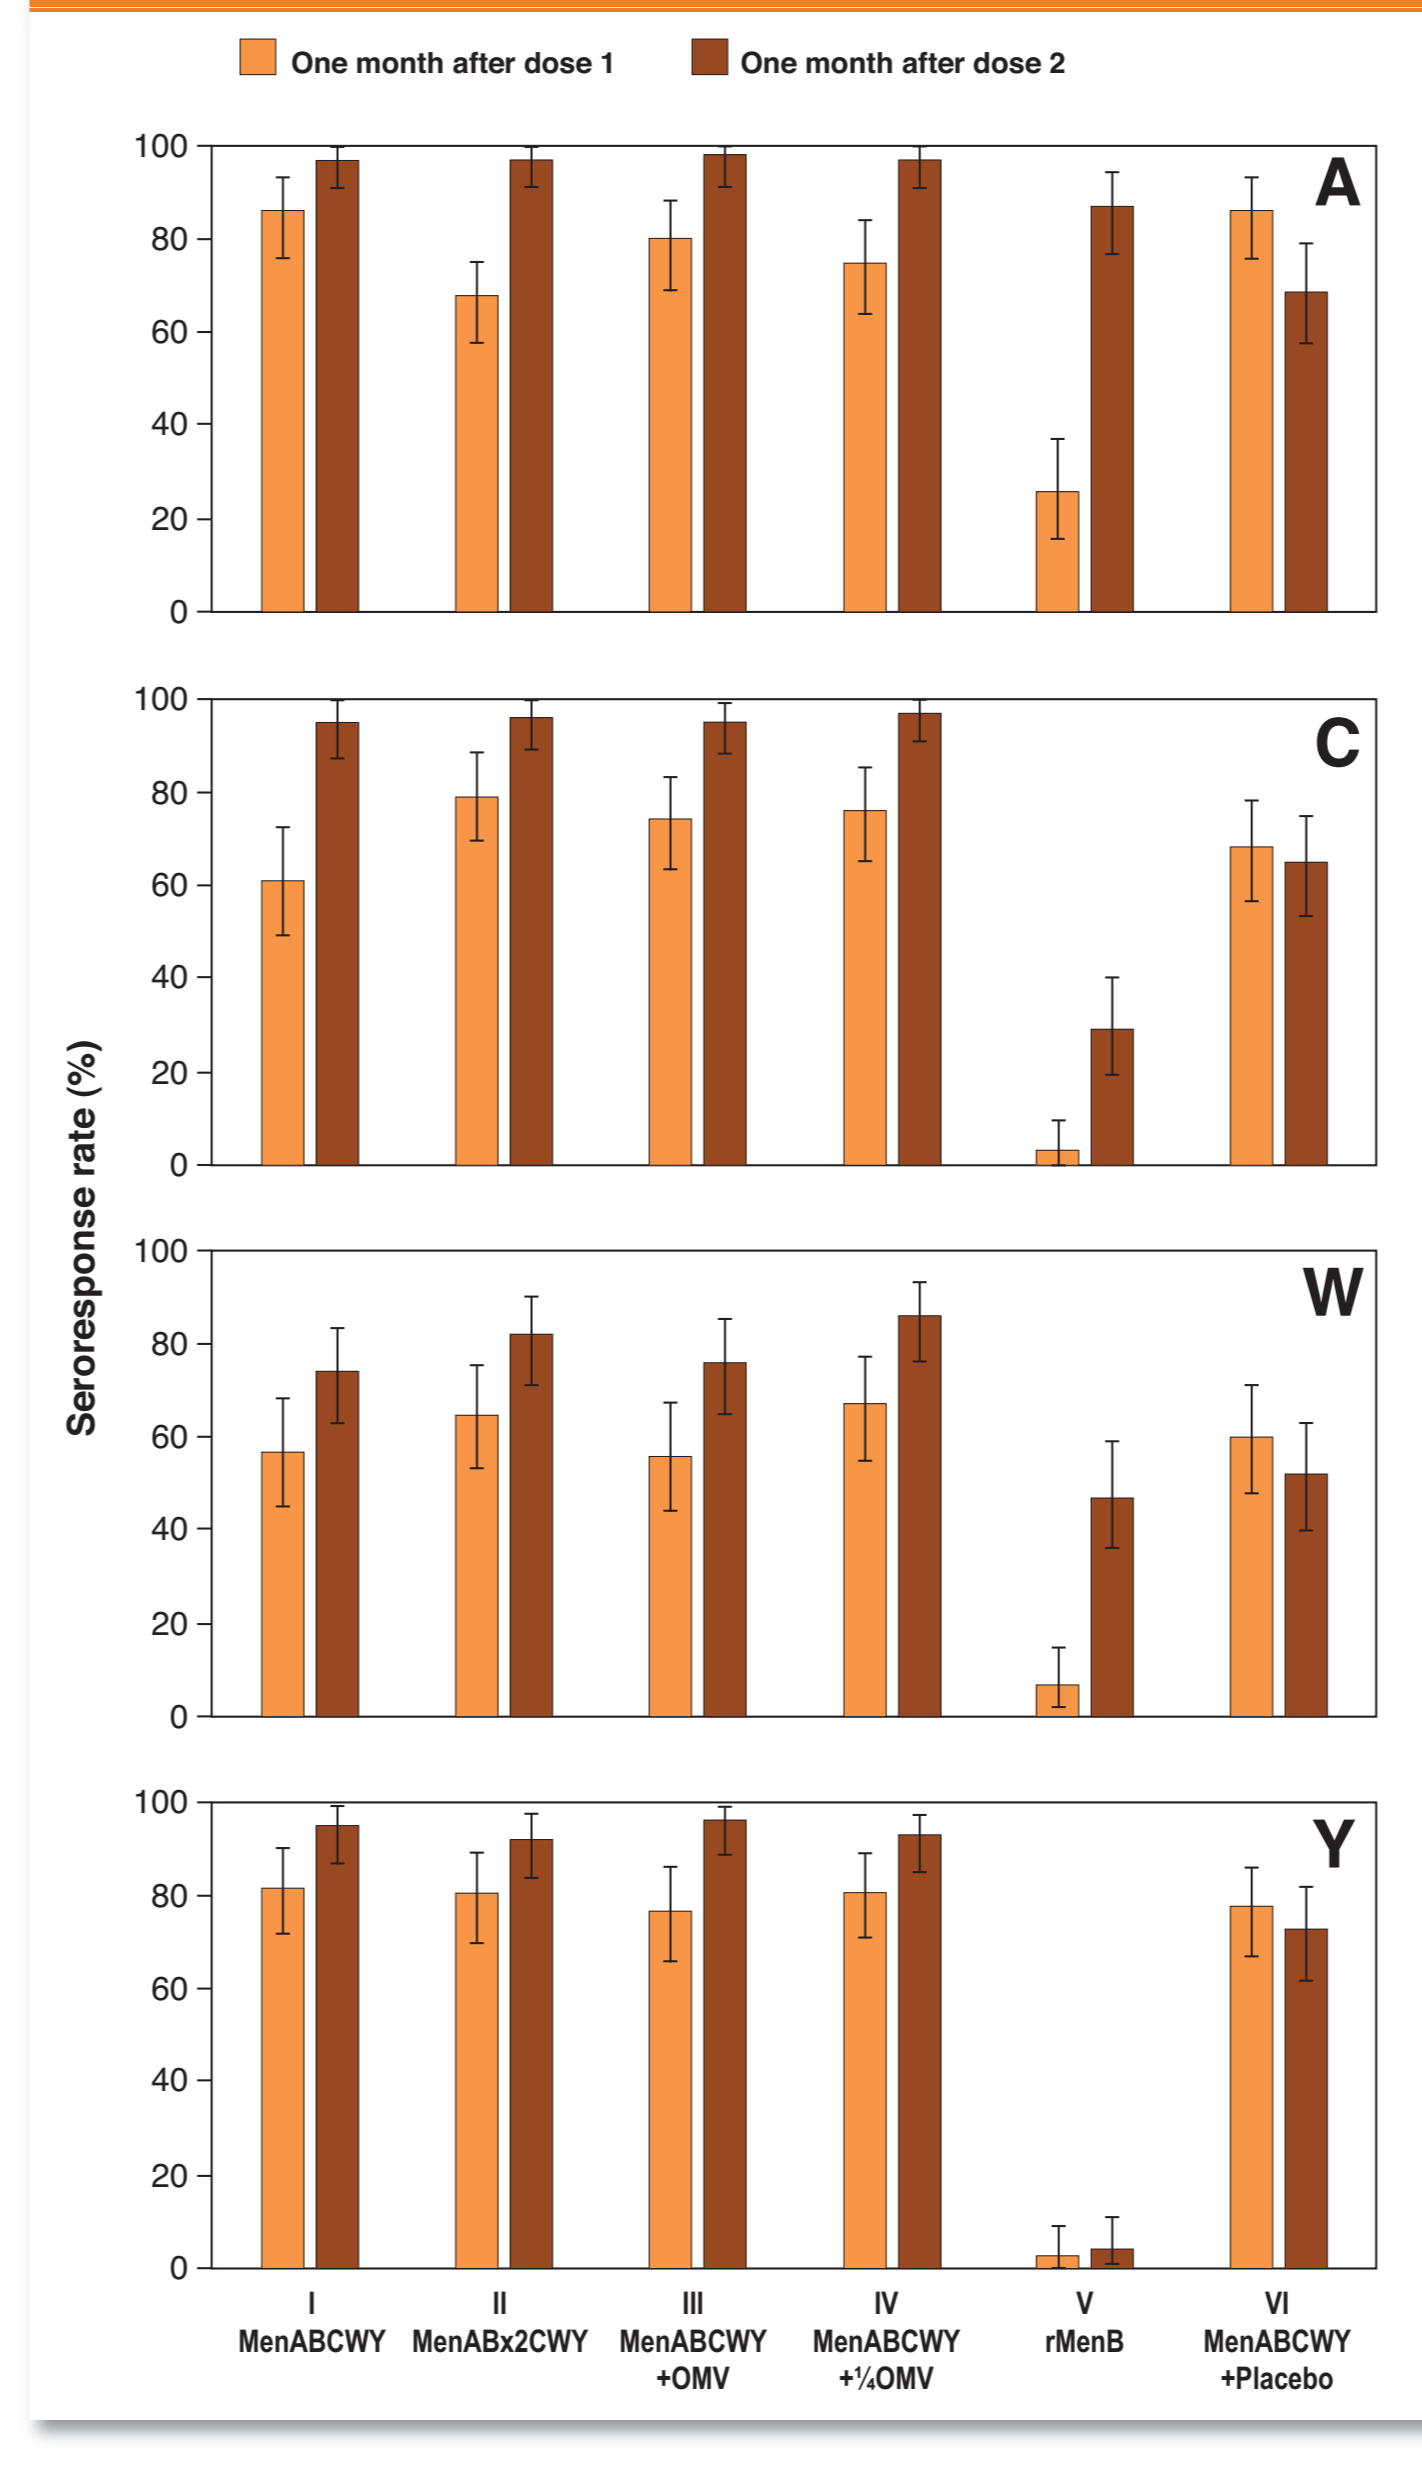 One month after dose 1 One month after dose 2
A
100
80
60
40
20
0
C
100
80
60
40
20
0
Seroresponse rate (%)
W
100
80
60
40
20
0
Y
100
80
60
40
20
0
I II III IV V VI
MenABCWY MenABx2CWY MenABCWY MenABCWY rMenB MenABCWY
+OMV +¼OMV +Placebo